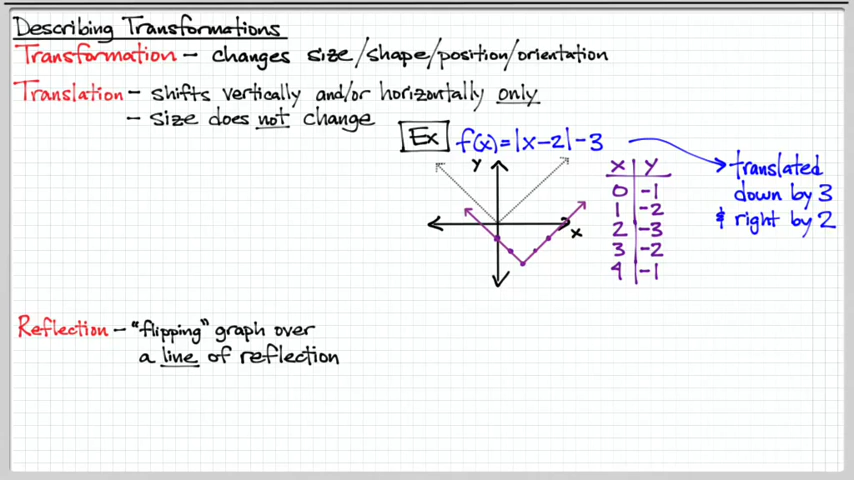 Describing Transformations
Transformation - changes size/shape/position/orientation
Translation - shifts vertically and/or horizontally only
- size does not change
Ex f(x)=|x-2|-3
translated
down by 3
& right by 2
y
x
x y
0 -1
1 -2
2 -3
3 -2
4 -1
Reflection - "flipping" graph over
a line of reflection